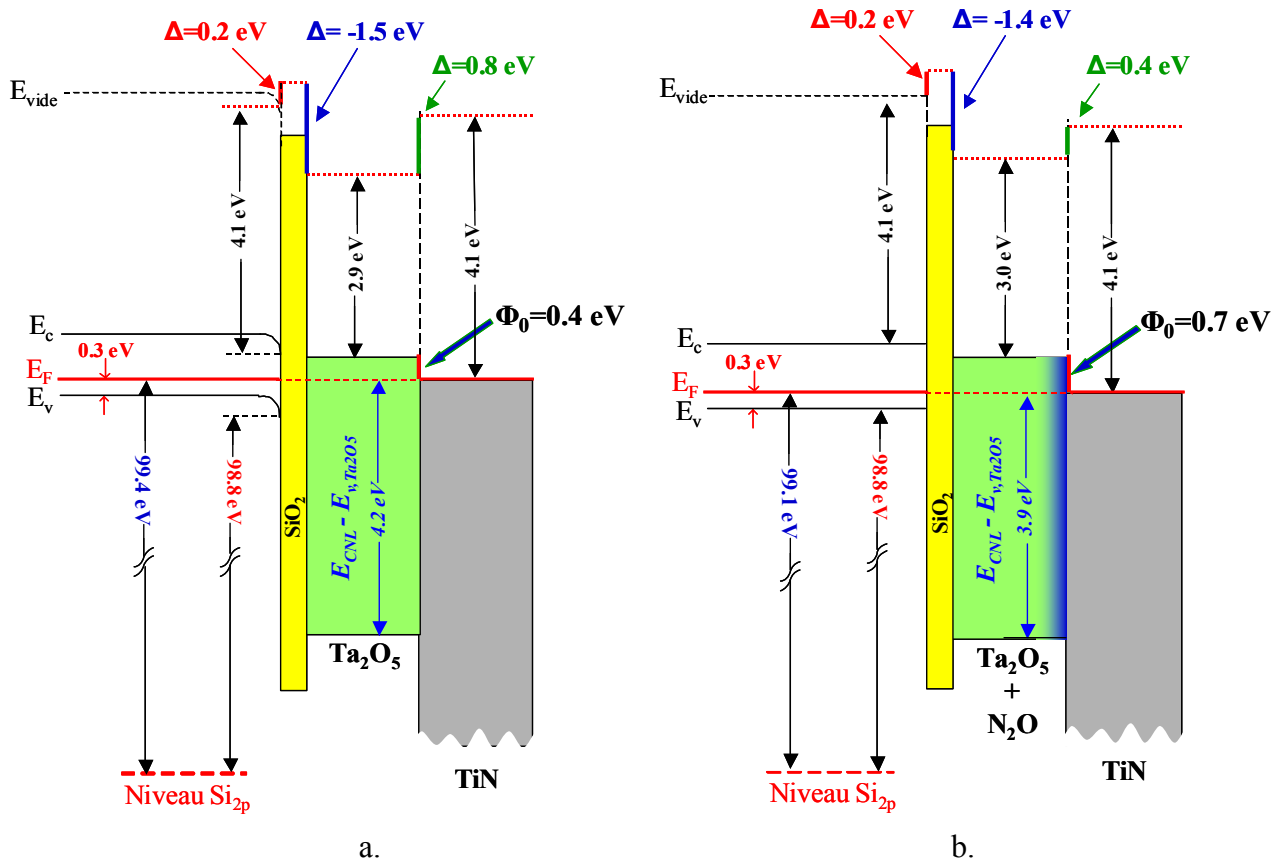 Δ=0.2 eV
Δ= -1.5 eV
Δ=0.8 eV
E_vide
4.1 eV
2.9 eV
4.1 eV
Φ₀=0.4 eV
E_c
0.3 eV
E_F
E_v
99.4 eV
98.8 eV
SiO₂
E_CNL - E_v,Ta2O5
4.2 eV
Ta₂O₅
TiN
Niveau Si_2p
a.
Δ=0.2 eV
Δ= -1.4 eV
Δ=0.4 eV
E_vide
4.1 eV
3.0 eV
4.1 eV
Φ₀=0.7 eV
E_c
0.3 eV
E_F
E_v
99.1 eV
98.8 eV
SiO₂
E_CNL - E_v,Ta2O5
3.9 eV
Ta₂O₅
+
N₂O
TiN
Niveau Si_2p
b.